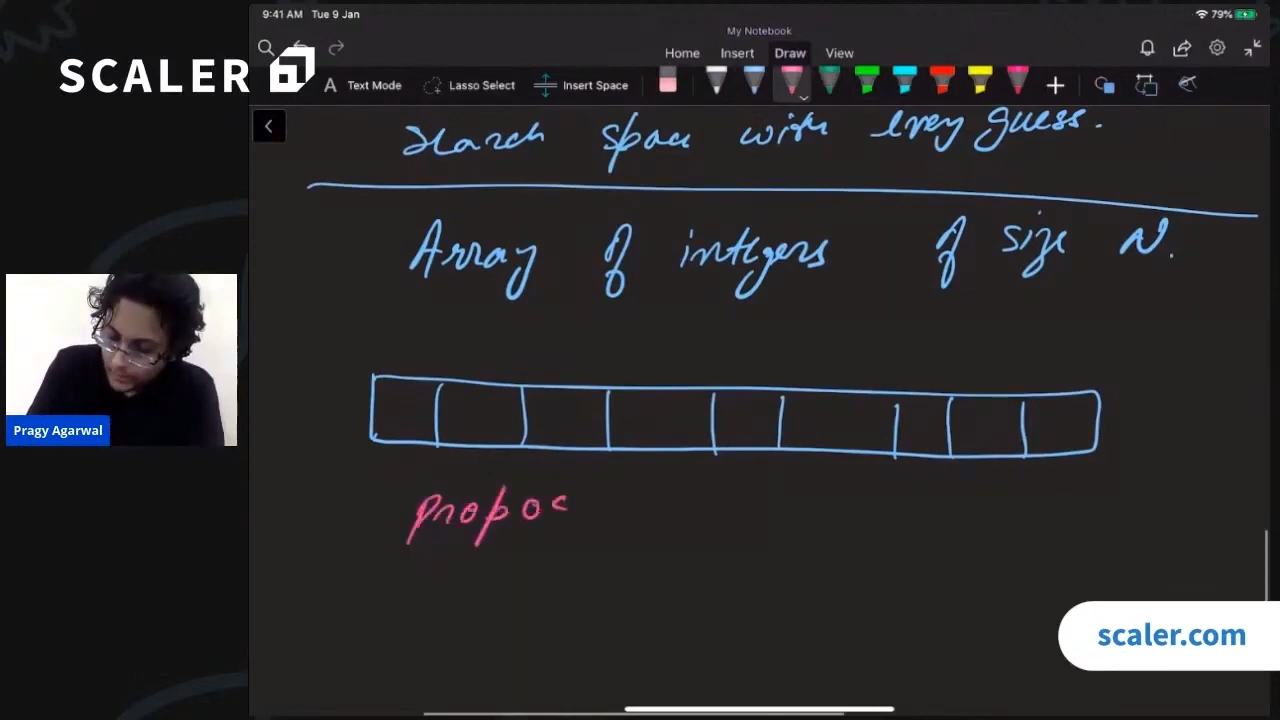 9:41 AM Tue 9 Jan
79%
My Notebook
SCALER
Home Insert Draw View
A Text Mode Lasso Select Insert Space
search space with every guess.
Array of integers of size N.
Pragy Agarwal
propos
scaler.com